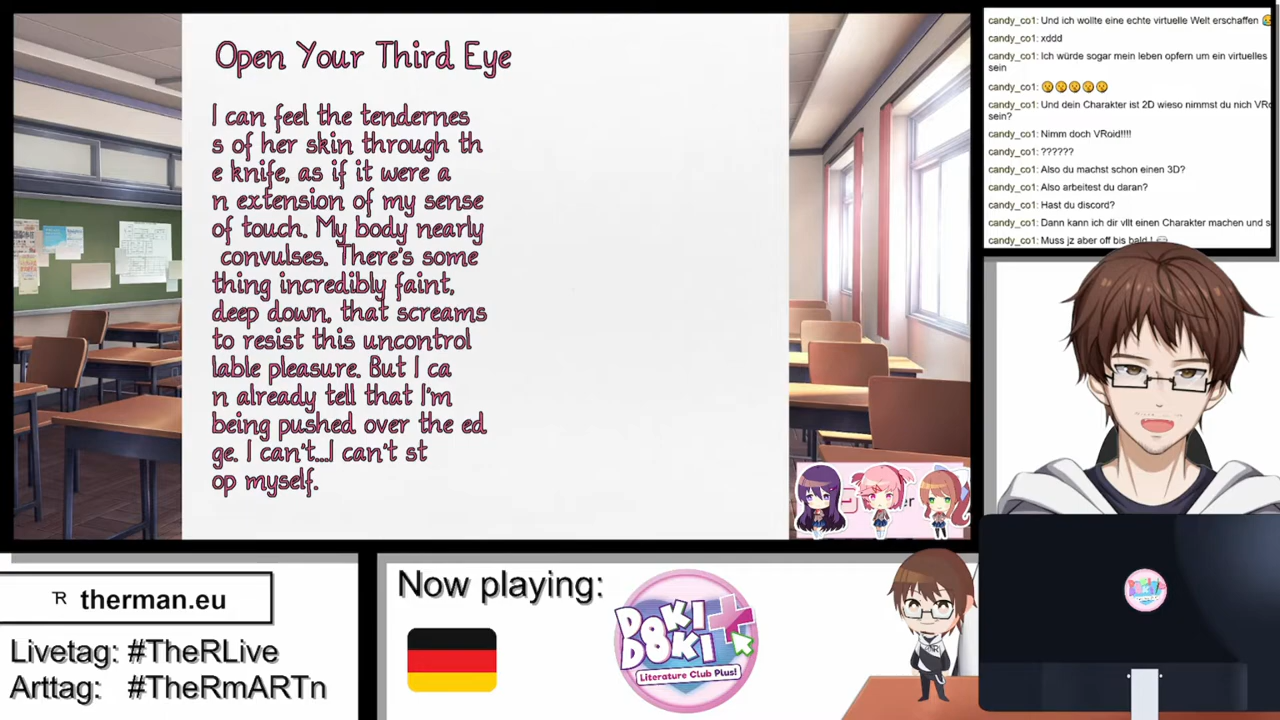 Open Your Third Eye
I can feel the tendernes
s of her skin through th
e knife, as if it were a
n extension of my sense
of touch. My body nearly
convulses. There's some
thing incredibly faint,
deep down, that screams
to resist this uncontrol
lable pleasure. But I ca
n already tell that I'm
being pushed over the ed
ge. I can't...I can't st
op myself.
candy_co1: Und ich wollte eine echte virtuelle Welt erschaffen
candy_co1: xddd
candy_co1: Ich würde sogar mein leben opfern um ein virtuelles
sein
candy_co1:
candy_co1: Und dein Charakter ist 2D wieso nimmst du nich
sein?
candy_co1: Nimm doch VRoid!!!!
candy_co1: ??????
candy_co1: Also du machst schon einen 3D?
candy_co1: Also arbeitest du daran?
candy_co1: Hast du discord?
candy_co1: Dann kann ich dir vllt einen Charakter machen und
candy_co1: Muss jz aber off bis bald !
therman.eu
Livetag: #TheRLive
Arttag: #TheRmARTn
Now playing:
DOKI
DOKI
Literature Club Plus!